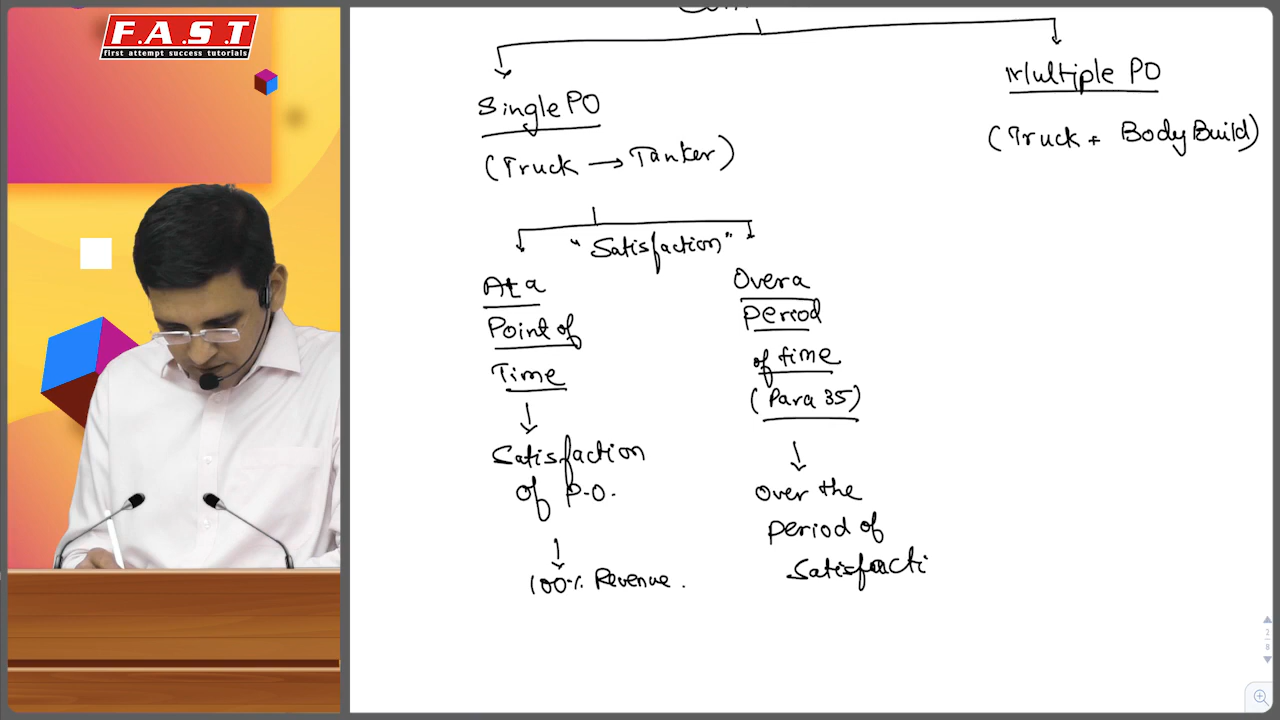 F.A.S.T
first attempt success tutorials
Single PO
(Truck → Tanker)
Multiple PO
(Truck + Body Build)
"Satisfaction"
At a
Point of
Time
Satisfaction
of P.O.
100% Revenue.
Over a
Period
of time
(Para 35)
Over the
Period of
Satisfacti